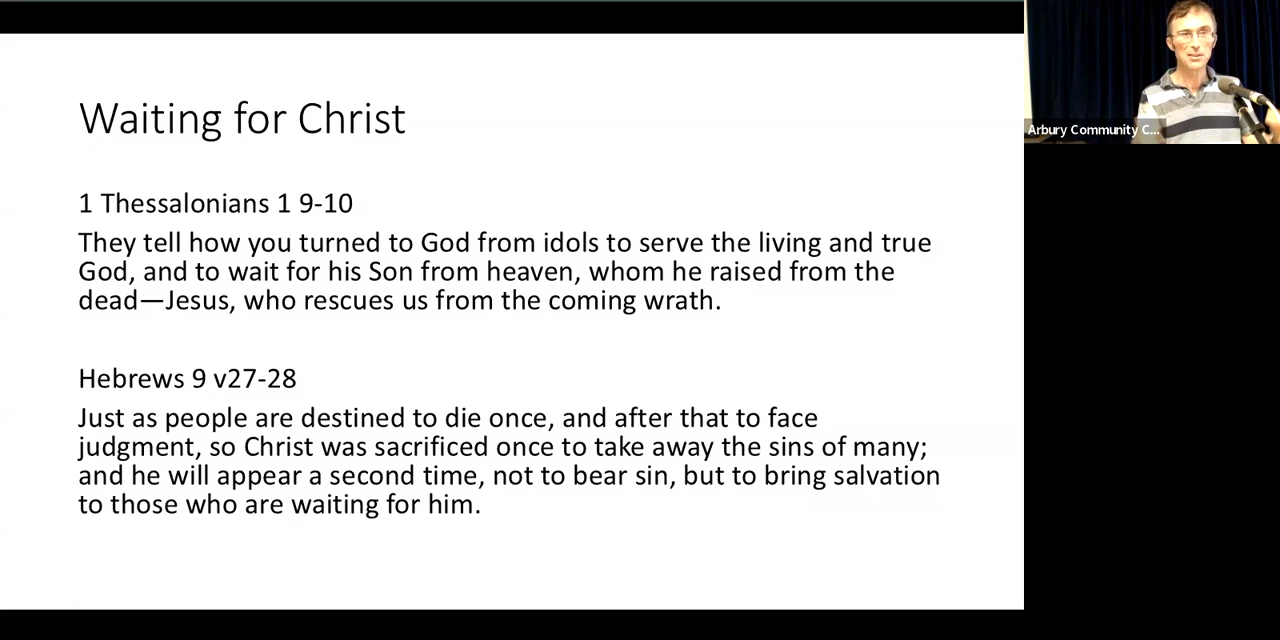 Waiting for Christ
1 Thessalonians 1 9-10
They tell how you turned to God from idols to serve the living and true
God, and to wait for his Son from heaven, whom he raised from the
dead—Jesus, who rescues us from the coming wrath.
Hebrews 9 v27-28
Just as people are destined to die once, and after that to face
judgment, so Christ was sacrificed once to take away the sins of many;
and he will appear a second time, not to bear sin, but to bring salvation
to those who are waiting for him.
Arbury Community C...